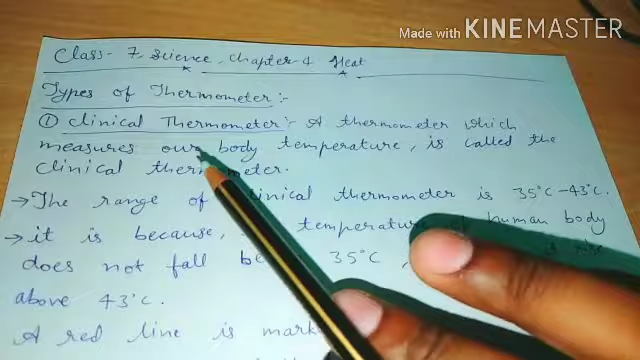 Made with KINEMASTER
Class- 7 Science, Chapter-4 Heat
Types of Thermometer:-
① Clinical Thermometer:- A thermometer which
measures our body temperature, is called the
clinical thermometer.
→ The range of clinical thermometer is 35°C-43°C.
→ it is because, temperature of human body
does not fall 35°C
above 43°C.
A red line is